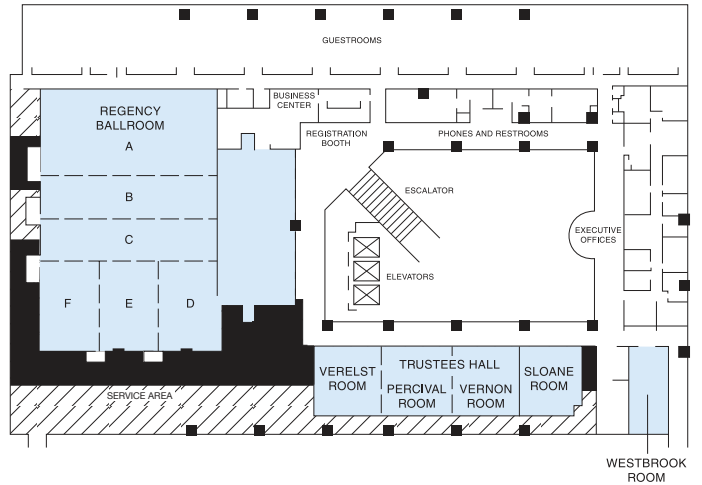 GUESTROOMS
BUSINESS
CENTER
REGENCY
BALLROOM
A
REGISTRATION
BOOTH
PHONES AND RESTROOMS
B
ESCALATOR
C
EXECUTIVE
OFFICES
ELEVATORS
F
E
D
VERELST
ROOM
TRUSTEES HALL
PERCIVAL
ROOM
VERNON
ROOM
SLOANE
ROOM
SERVICE AREA
WESTBROOK
ROOM